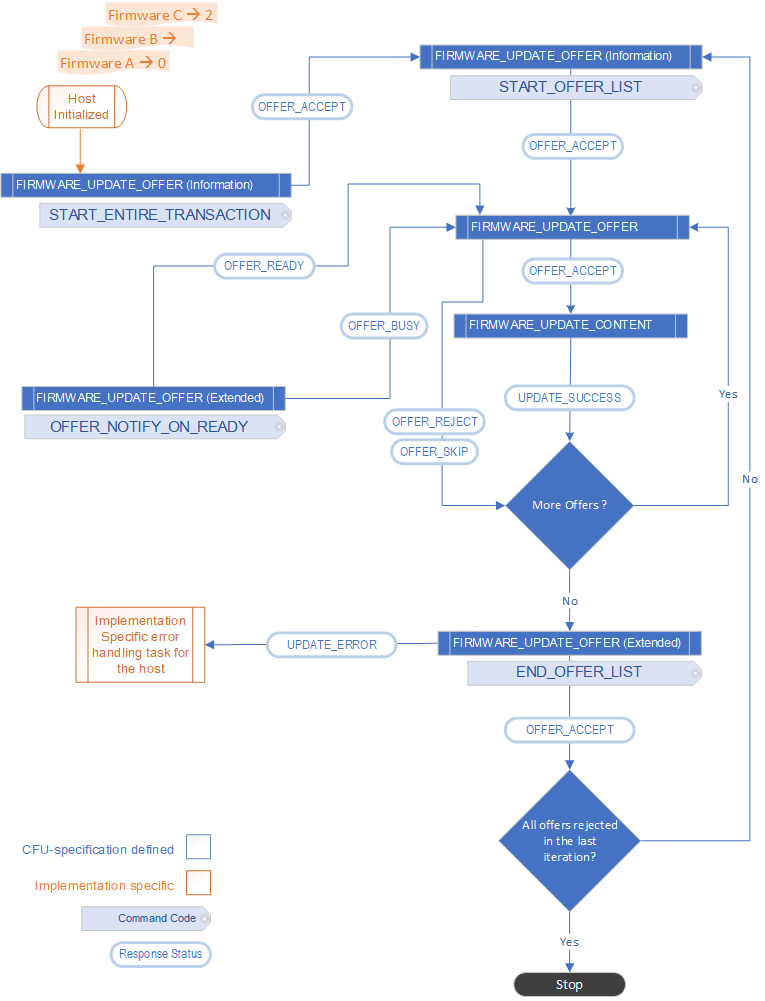 Firmware C → 2
Firmware B →
Firmware A → 0
Host
Initialized
FIRMWARE_UPDATE_OFFER (Information)
START_ENTIRE_TRANSACTION
OFFER_ACCEPT
FIRMWARE_UPDATE_OFFER (Information)
START_OFFER_LIST
OFFER_ACCEPT
FIRMWARE_UPDATE_OFFER
OFFER_READY
OFFER_ACCEPT
OFFER_BUSY
FIRMWARE_UPDATE_CONTENT
FIRMWARE_UPDATE_OFFER (Extended)
OFFER_NOTIFY_ON_READY
UPDATE_SUCCESS
Yes
OFFER_REJECT
OFFER_SKIP
No
More Offers ?
No
Implementation
Specific error
handling task for
the host
UPDATE_ERROR
FIRMWARE_UPDATE_OFFER (Extended)
END_OFFER_LIST
OFFER_ACCEPT
All offers rejected
in the last
iteration?
CFU-specification defined
Implementation specific
Command Code
Response Status
Yes
Stop